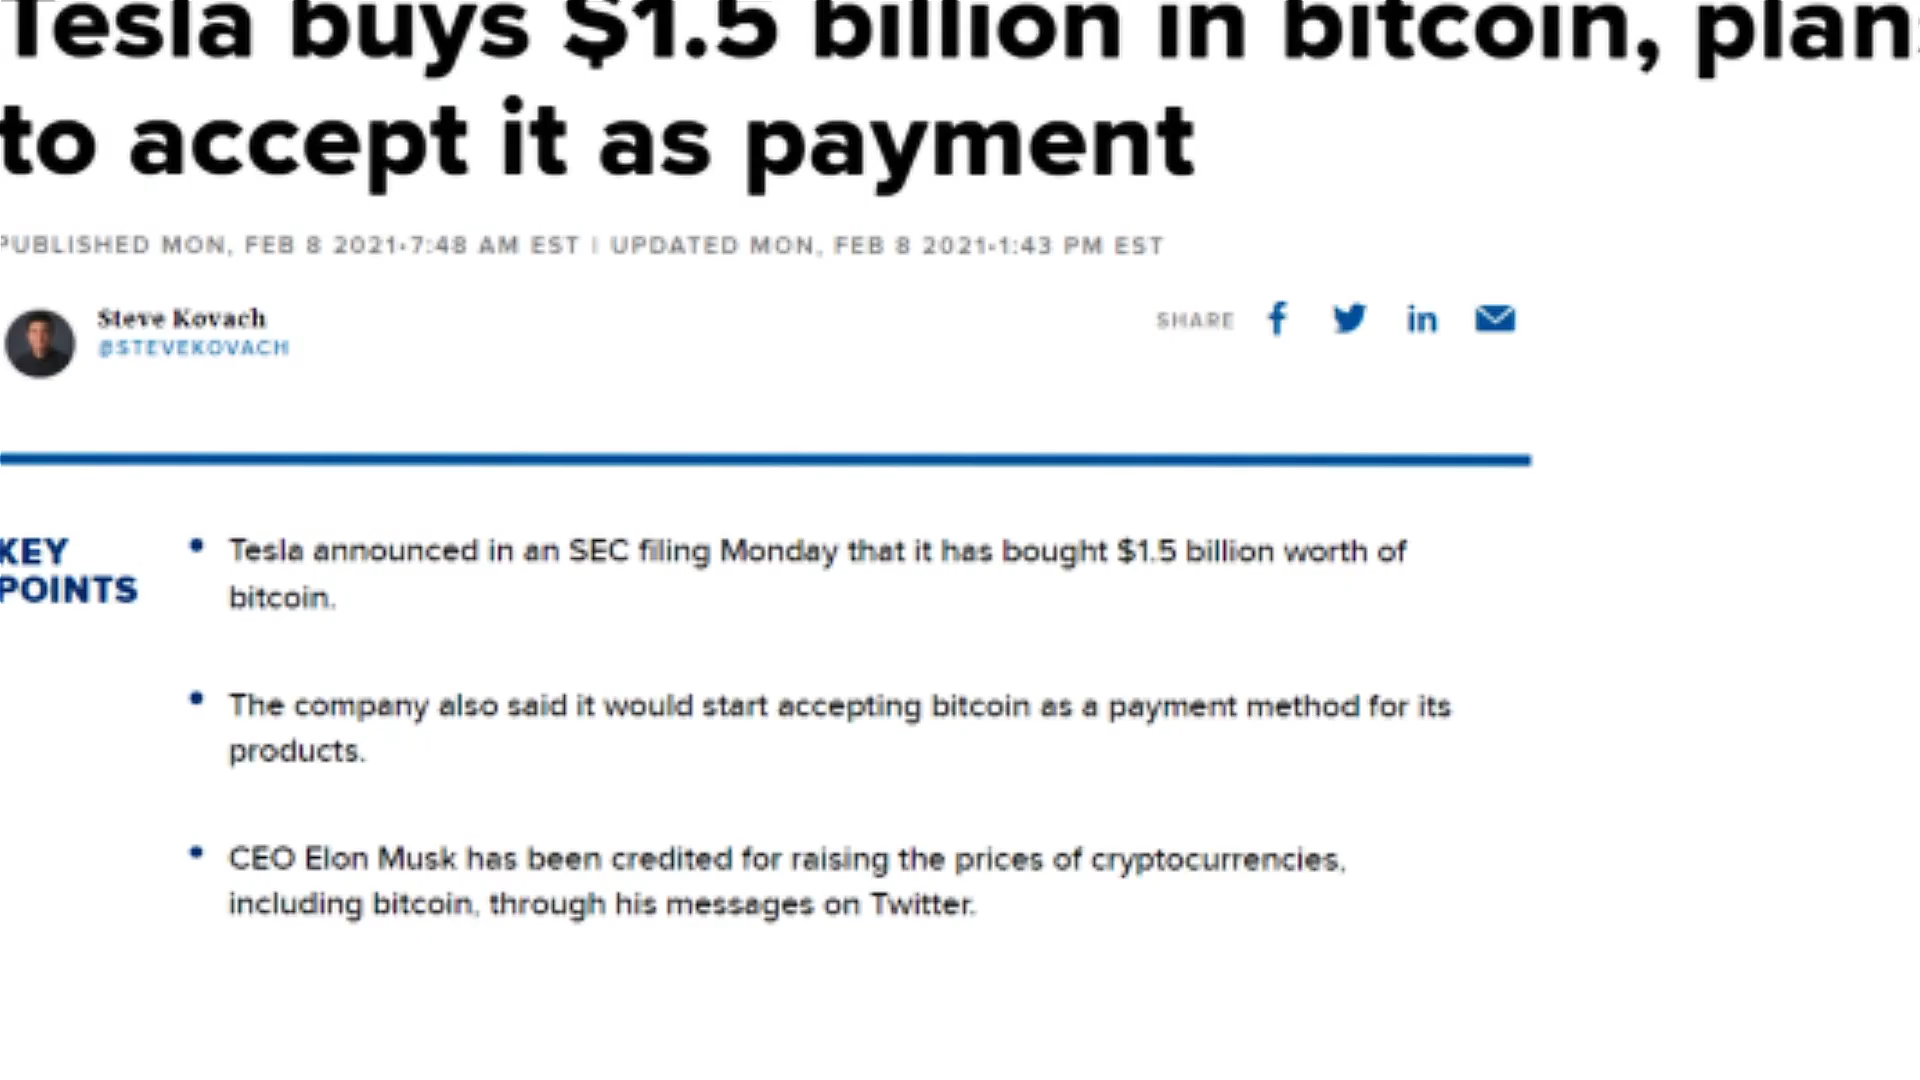 Tesla buys $1.5 billion in bitcoin, plans
to accept it as payment
PUBLISHED MON, FEB 8 2021•7:48 AM EST | UPDATED MON, FEB 8 2021•1:43 PM EST
Steve Kovach
@STEVEKOVACH
SHARE
KEY
POINTS
• Tesla announced in an SEC filing Monday that it has bought $1.5 billion worth of
bitcoin.
• The company also said it would start accepting bitcoin as a payment method for its
products.
• CEO Elon Musk has been credited for raising the prices of cryptocurrencies,
including bitcoin, through his messages on Twitter.